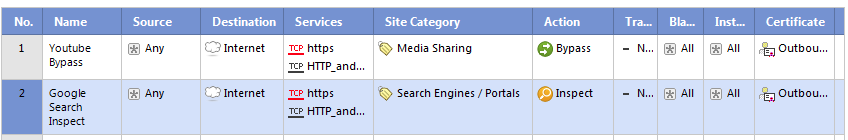 No. Name Source Destination Services Site Category Action Tra... Bla... Inst... Certificate
1 Youtube Bypass Any Internet TCP https Media Sharing Bypass – N... All All Outbou...
TCP HTTP_and...
2 Google Search Inspect Any Internet TCP https Search Engines / Portals Inspect – N... All All Outbou...
TCP HTTP_and...